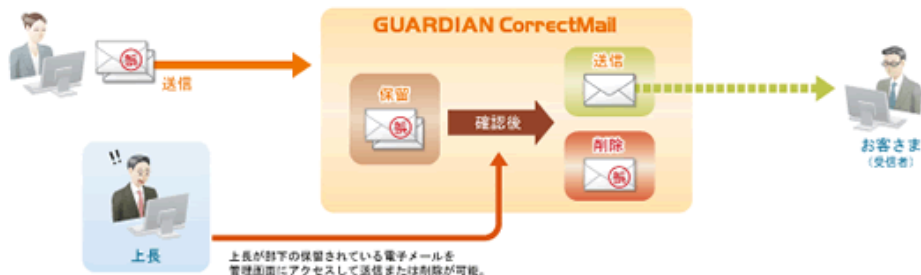 GUARDIAN CorrectMail
誤
送信
保留
誤
確認後
送信
削除
誤
お客さま
(受信者)
!!
上長
上長が部下の保留されている電子メールを
管理画面にアクセスして送信または削除が可能。